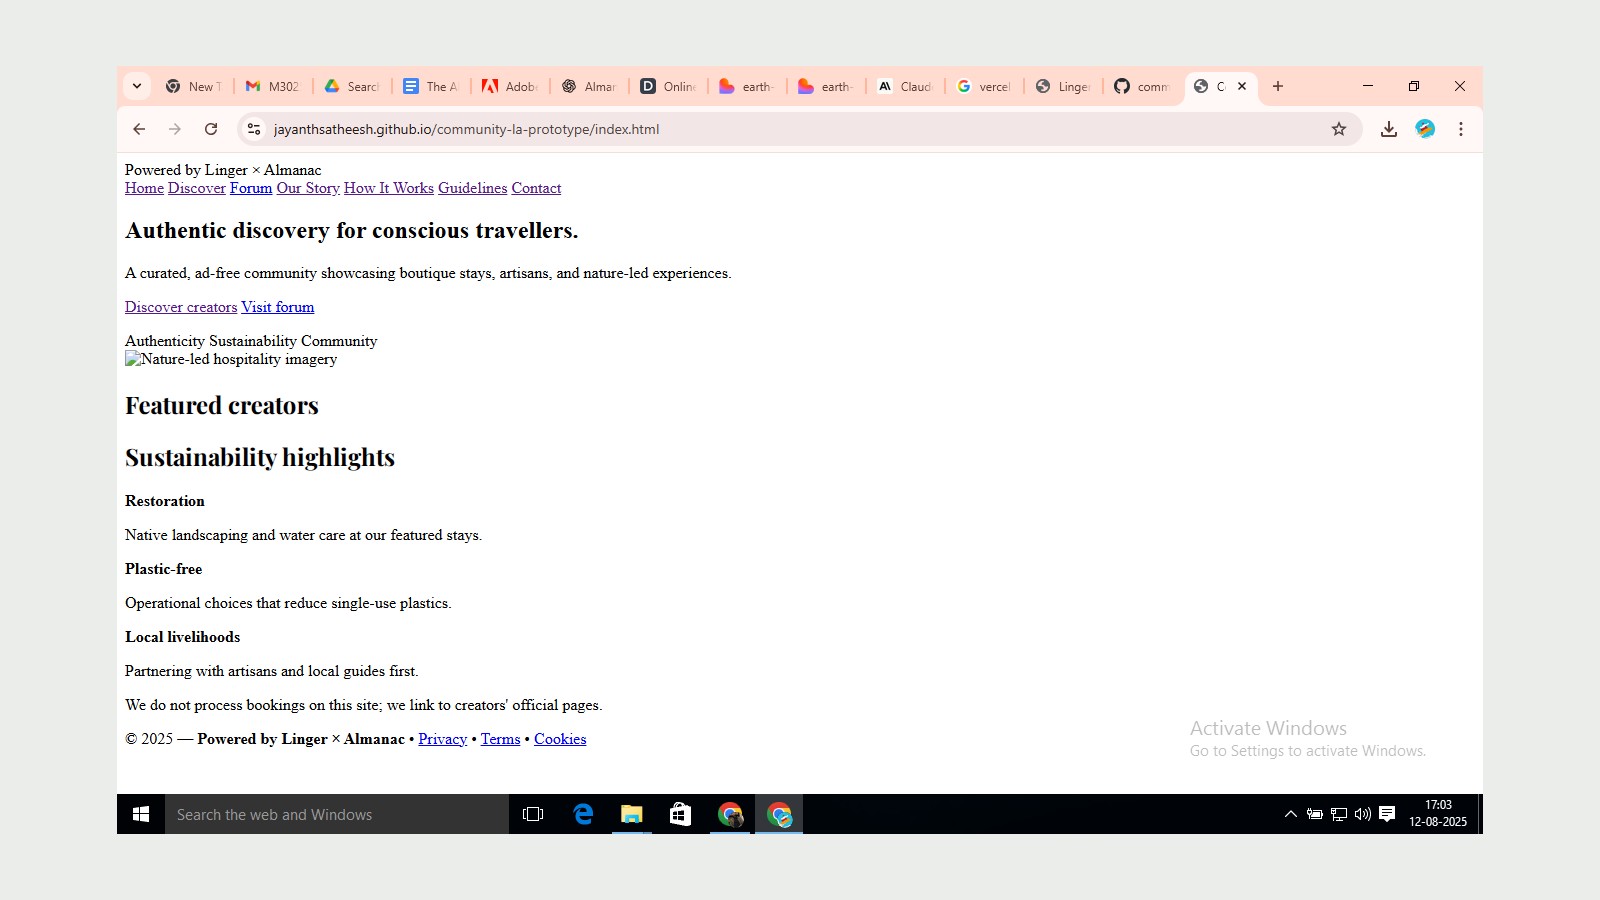 New T
M302
Searc
The A
Adob
Almar
Onlin
earth-
earth-
Claud
vercel
Linge
comm
C
jayanthsatheesh.github.io/community-la-prototype/index.html
Powered by Linger × Almanac
Home Discover Forum Our Story How It Works Guidelines Contact
Authentic discovery for conscious travellers.
A curated, ad-free community showcasing boutique stays, artisans, and nature-led experiences.
Discover creators Visit forum
Authenticity Sustainability Community
Nature-led hospitality imagery
Featured creators
Sustainability highlights
Restoration
Native landscaping and water care at our featured stays.
Plastic-free
Operational choices that reduce single-use plastics.
Local livelihoods
Partnering with artisans and local guides first.
We do not process bookings on this site; we link to creators' official pages.
© 2025 — Powered by Linger × Almanac • Privacy • Terms • Cookies
Activate Windows
Go to Settings to activate Windows.
Search the web and Windows
17:03
12-08-2025